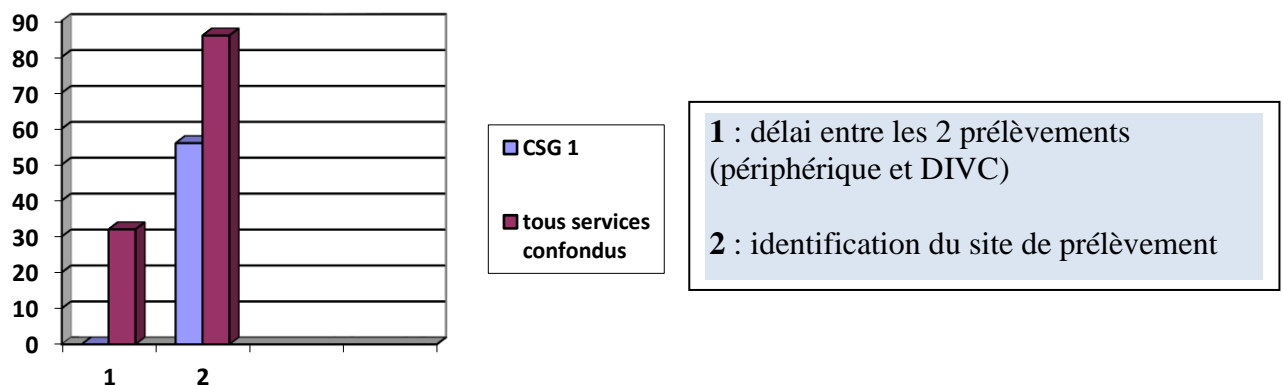 90
80
70
60
50
40
30
20
10
0
1
2
CSG 1
tous services
confondus
1 : délai entre les 2 prélèvements
(périphérique et DIVC)
2 : identification du site de prélèvement